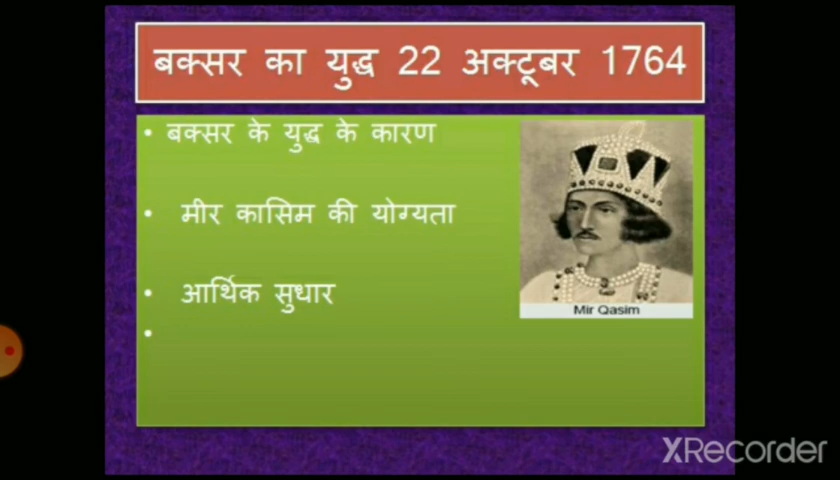 बक्सर का युद्ध 22 अक्टूबर 1764
• बक्सर के युद्ध के कारण
• मीर कासिम की योग्यता
• आर्थिक सुधार
•
Mir Qasim
XRecorder